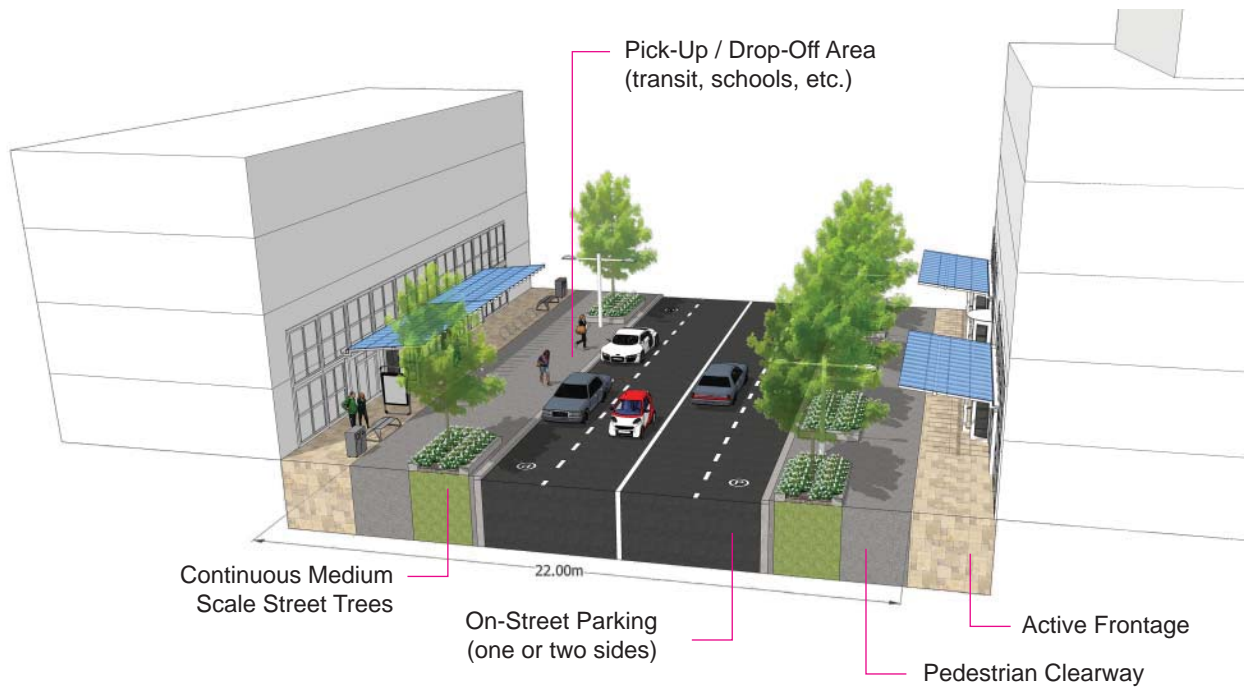 Pick-Up / Drop-Off Area
(transit, schools, etc.)
22.00m
Continuous Medium
Scale Street Trees
On-Street Parking
(one or two sides)
Active Frontage
Pedestrian Clearway